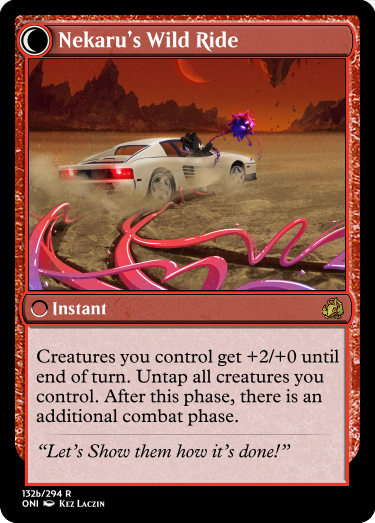 Nekaru's Wild Ride
Instant
Creatures you control get +2/+0 until
end of turn. Untap all creatures you
control. After this phase, there is an
additional combat phase.
"Let's Show them how it's done!"
132b/294 R
ONI Kez Laczin